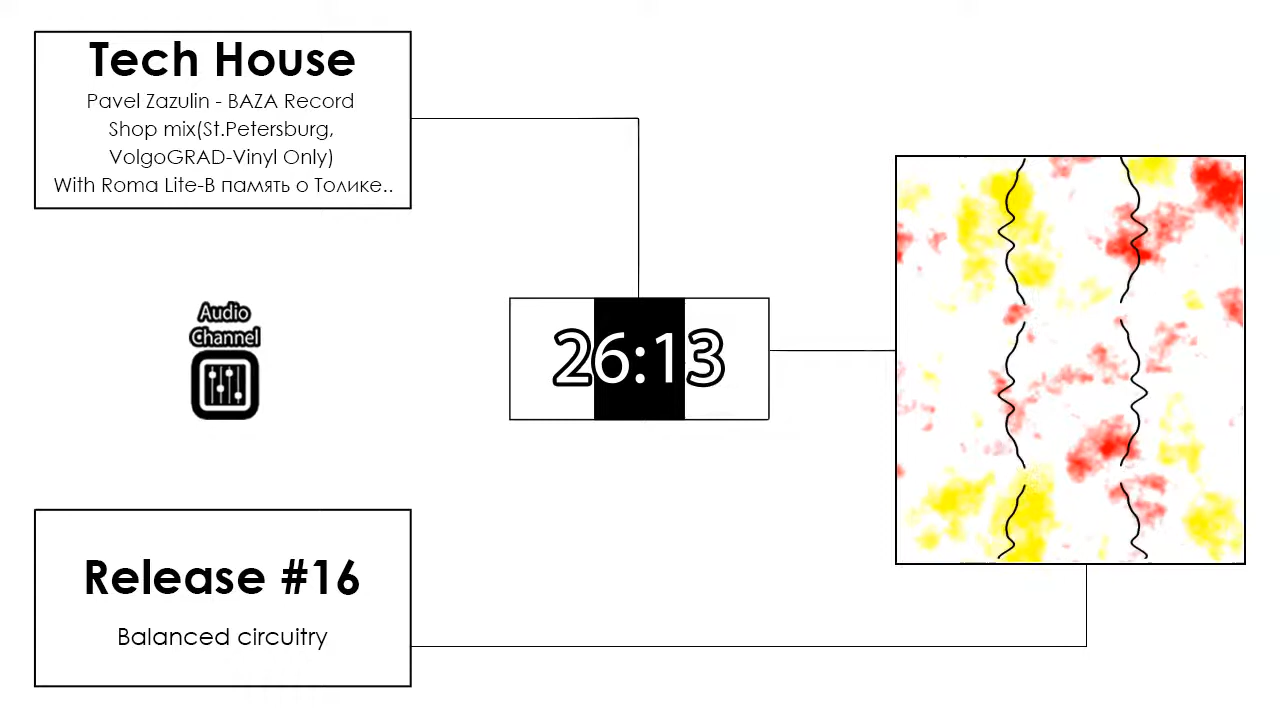 Tech House
Pavel Zazulin - BAZA Record
Shop mix(St.Petersburg,
VolgoGRAD-Vinyl Only)
With Roma Lite-B память о Толике..
Audio
Channel
26:13
Release #16
Balanced circuitry